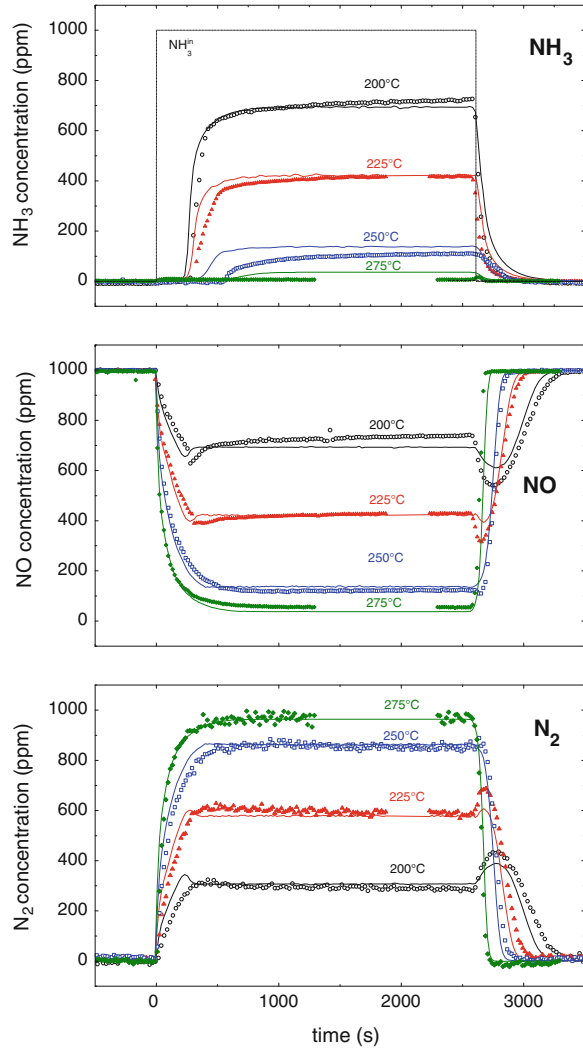 NH₃ concentration (ppm)
1000
800
600
400
200
0
NH₃ⁱⁿ
NH₃
200°C
225°C
250°C
275°C
NO concentration (ppm)
1000
800
600
400
200
0
200°C
NO
225°C
250°C
275°C
N₂ concentration (ppm)
1000
800
600
400
200
0
275°C
N₂
250°C
225°C
200°C
0
1000
2000
3000
time (s)